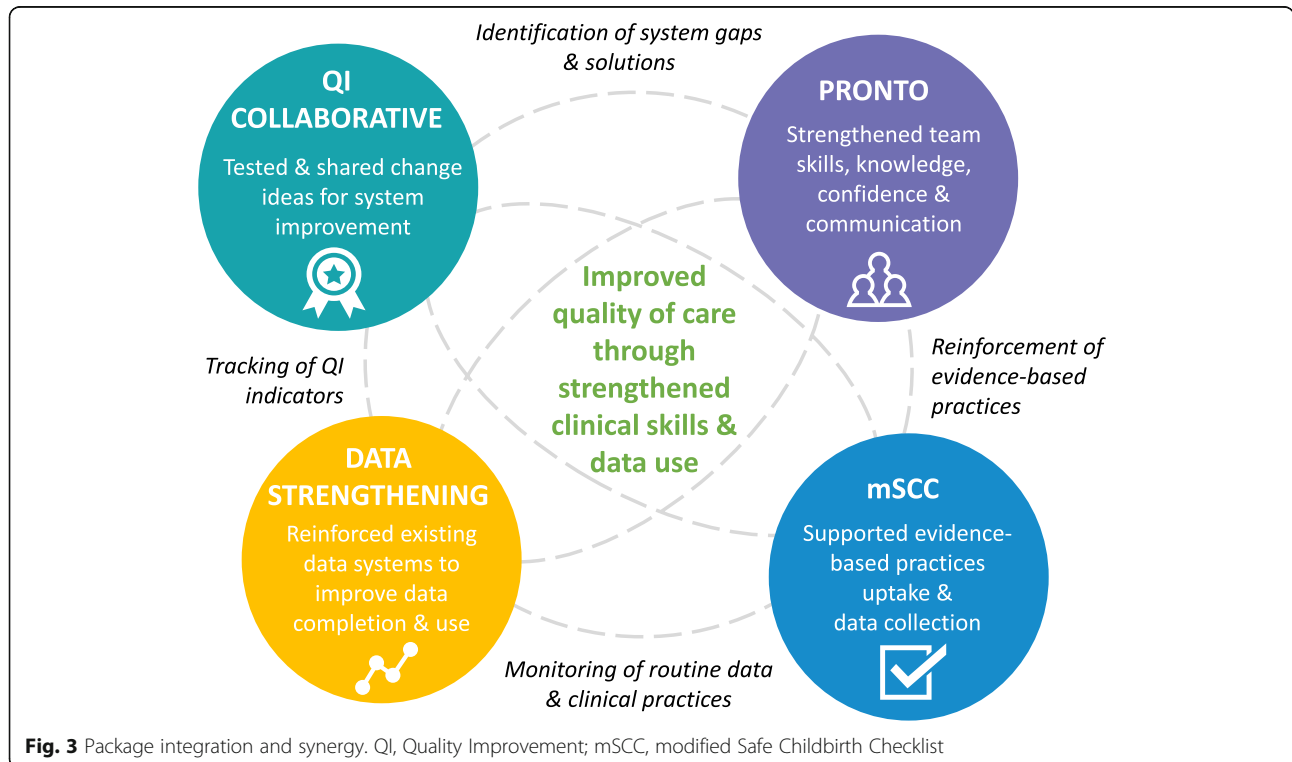 Identification of system gaps
& solutions
QI
COLLABORATIVE
Tested & shared change
ideas for system
improvement
PRONTO
Strengthened team
skills, knowledge,
confidence &
communication
Improved
quality of care
through
strengthened
clinical skills &
data use
Tracking of QI
indicators
Reinforcement of
evidence-based
practices
DATA
STRENGTHENING
Reinforced existing
data systems to
improve data
completion & use
mSCC
Supported evidence-
based practices
uptake &
data collection
Monitoring of routine data
& clinical practices
Fig. 3 Package integration and synergy. QI, Quality Improvement; mSCC, modified Safe Childbirth Checklist